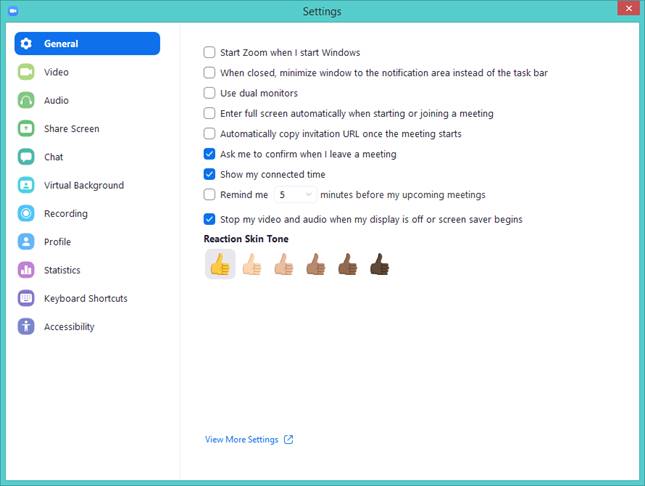 Settings
General
Video
Audio
Share Screen
Chat
Virtual Background
Recording
Profile
Statistics
Keyboard Shortcuts
Accessibility
Start Zoom when I start Windows
When closed, minimize window to the notification area instead of the task bar
Use dual monitors
Enter full screen automatically when starting or joining a meeting
Automatically copy invitation URL once the meeting starts
Ask me to confirm when I leave a meeting
Show my connected time
Remind me 5 minutes before my upcoming meetings
Stop my video and audio when my display is off or screen saver begins
Reaction Skin Tone
View More Settings